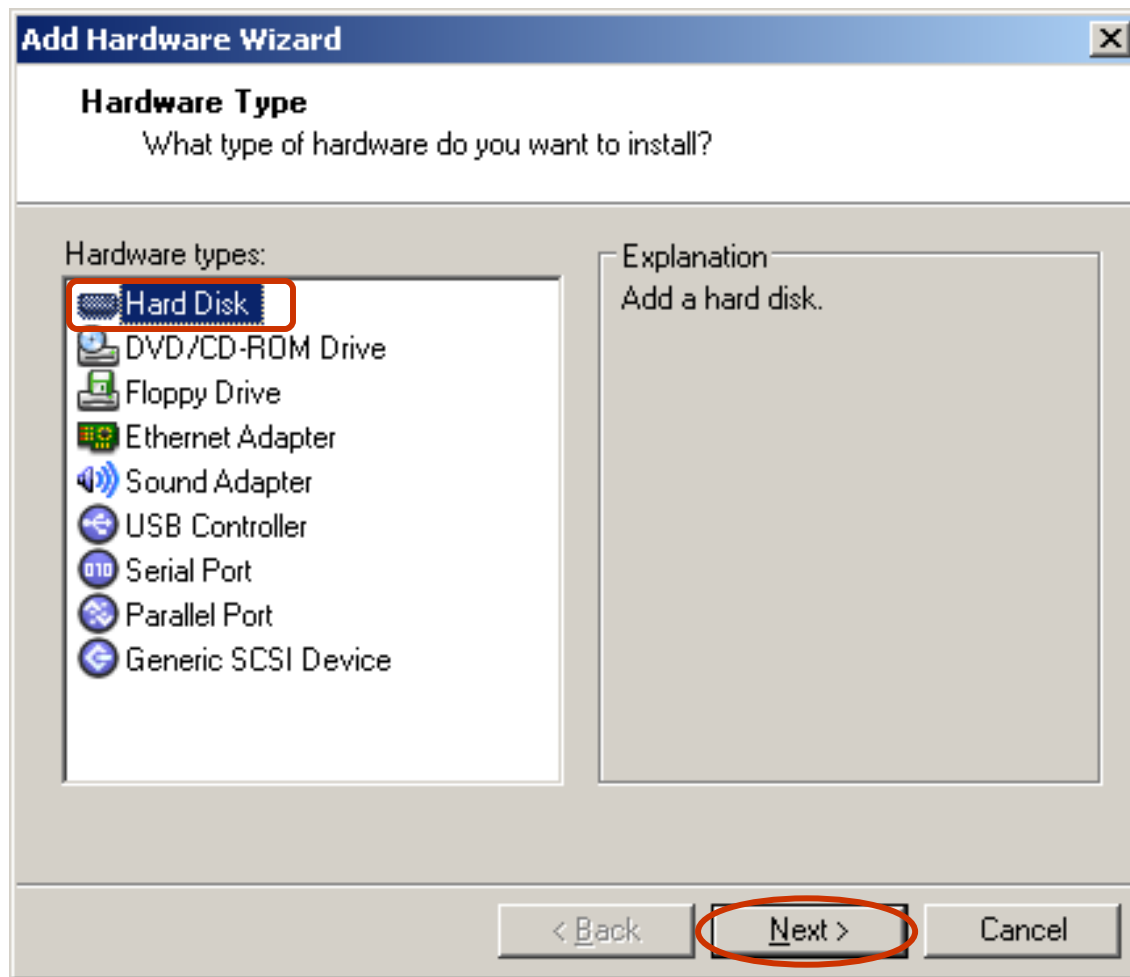 Add Hardware Wizard
Hardware Type
What type of hardware do you want to install?
Hardware types:
Hard Disk
DVD/CD-ROM Drive
Floppy Drive
Ethernet Adapter
Sound Adapter
USB Controller
Serial Port
Parallel Port
Generic SCSI Device
Explanation
Add a hard disk.
< Back Next > Cancel